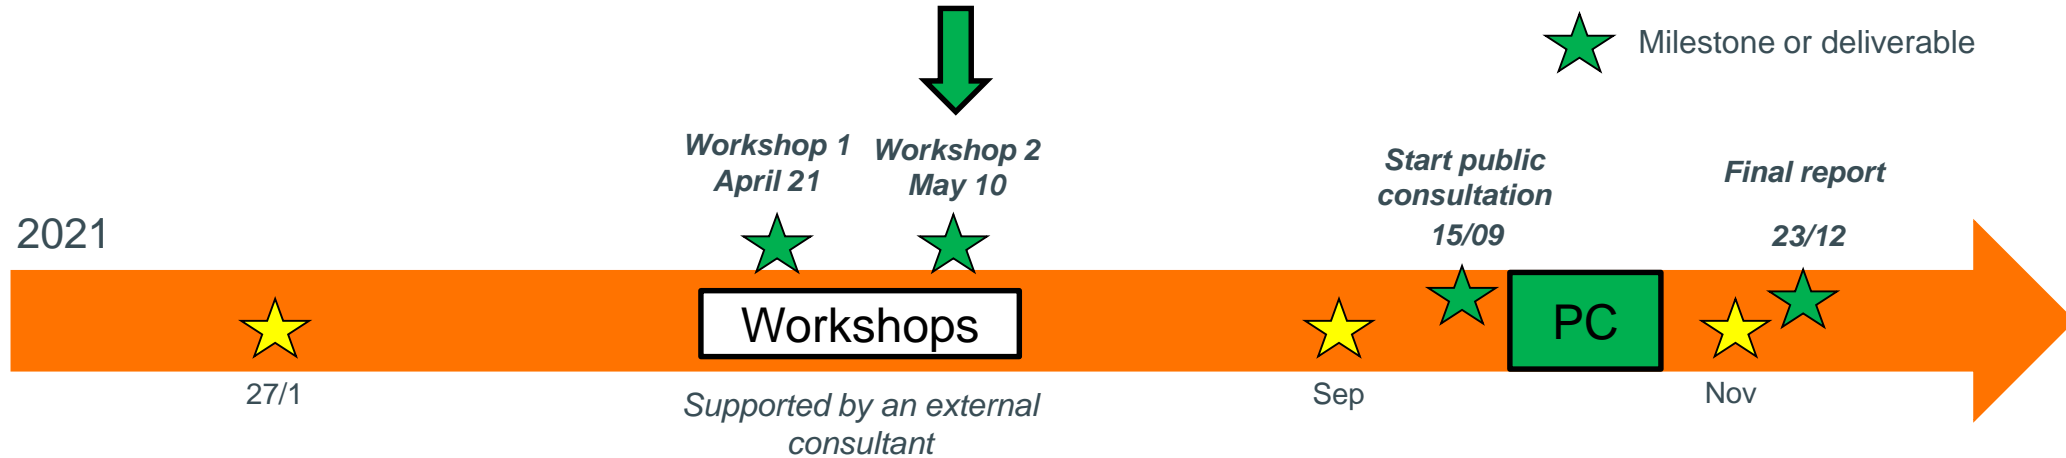 Milestone or deliverable
Workshop 1
April 21
Workshop 2
May 10
Start public
consultation
15/09
Final report
23/12
2021
Workshops
PC
27/1
Supported by an external
consultant
Sep
Nov